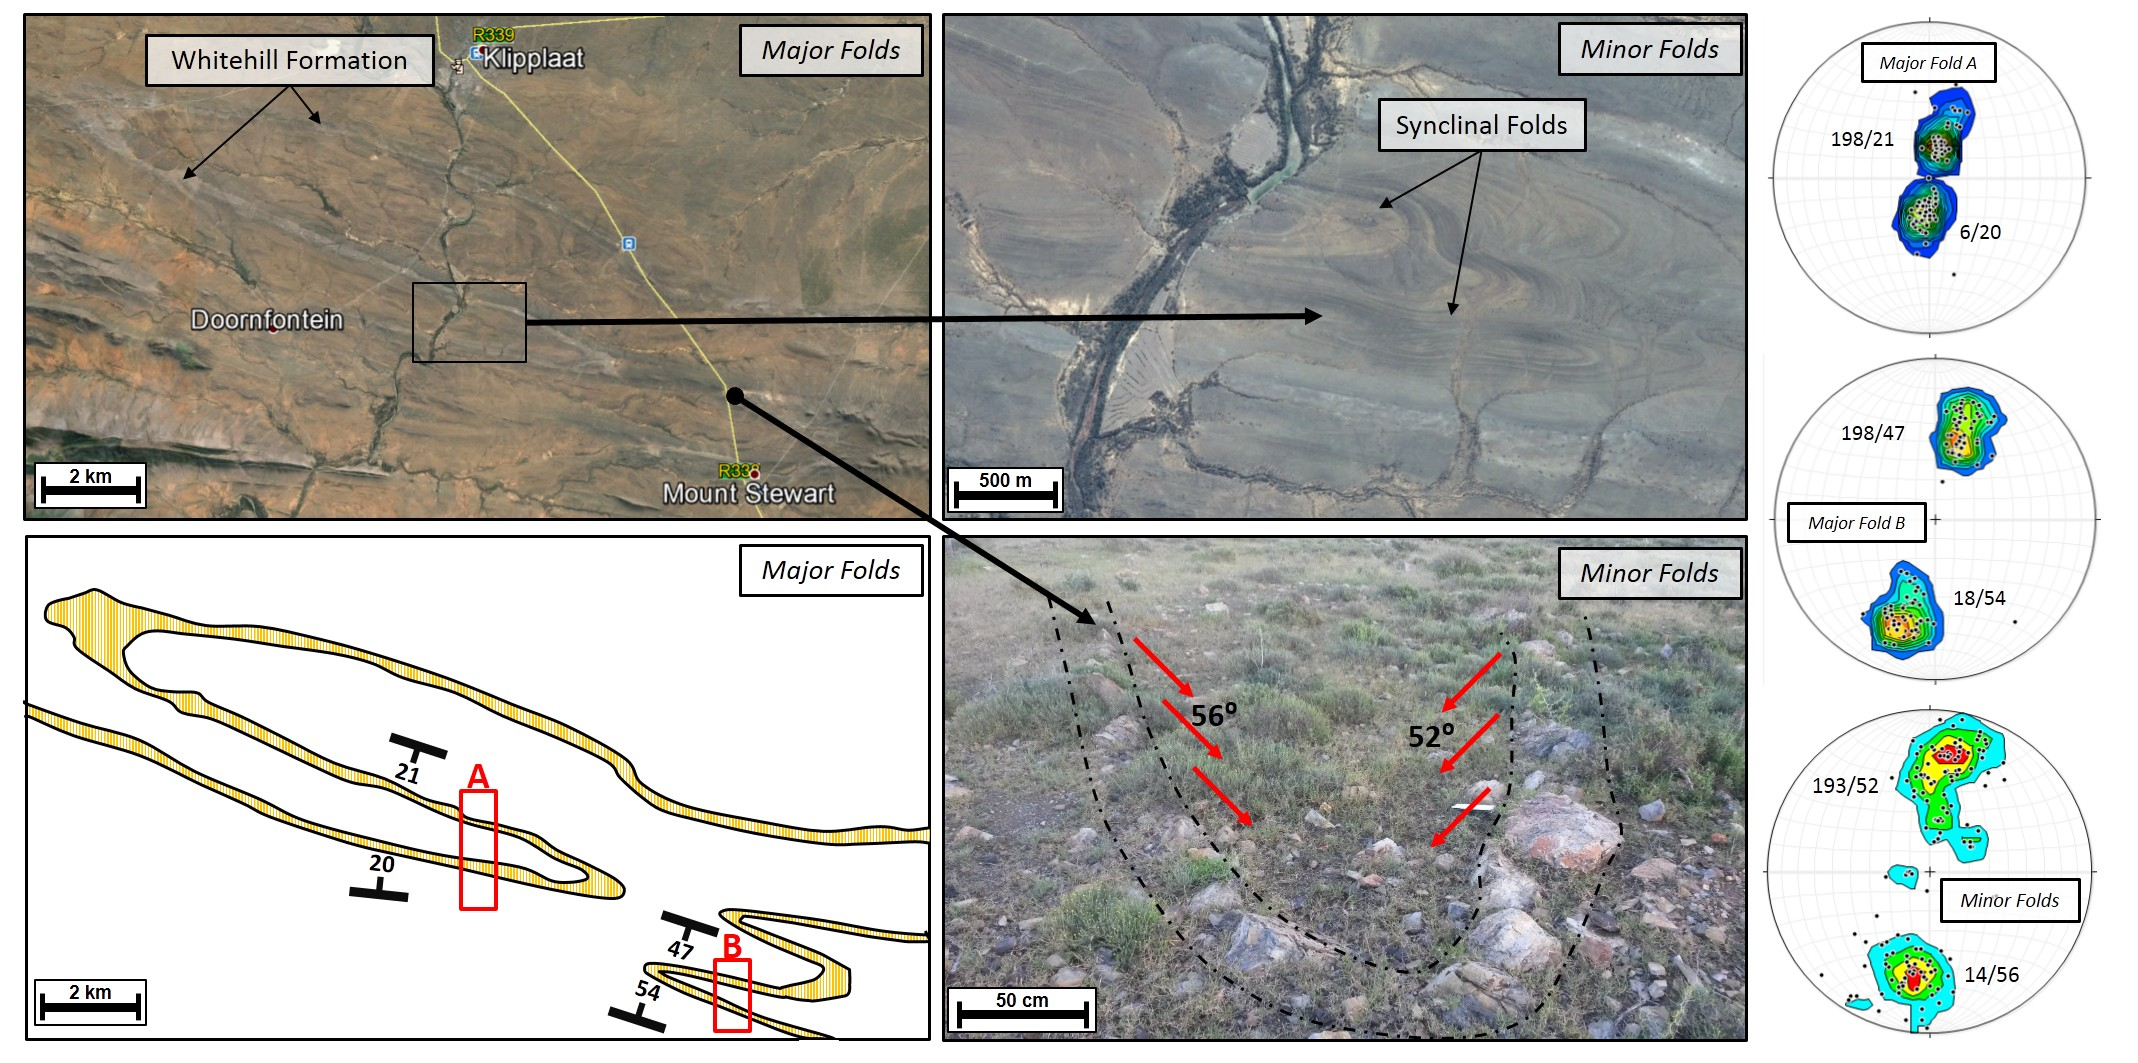 Whitehill Formation
R339
Klipplaat
Major Folds
Doornfontein
R338
Mount Stewart
2 km
Minor Folds
Synclinal Folds
500 m
Major Fold A
198/21
6/20
198/47
Major Fold B
18/54
193/52
Minor Folds
14/56
Major Folds
21
A
20
47
B
54
2 km
Minor Folds
56º
52º
50 cm